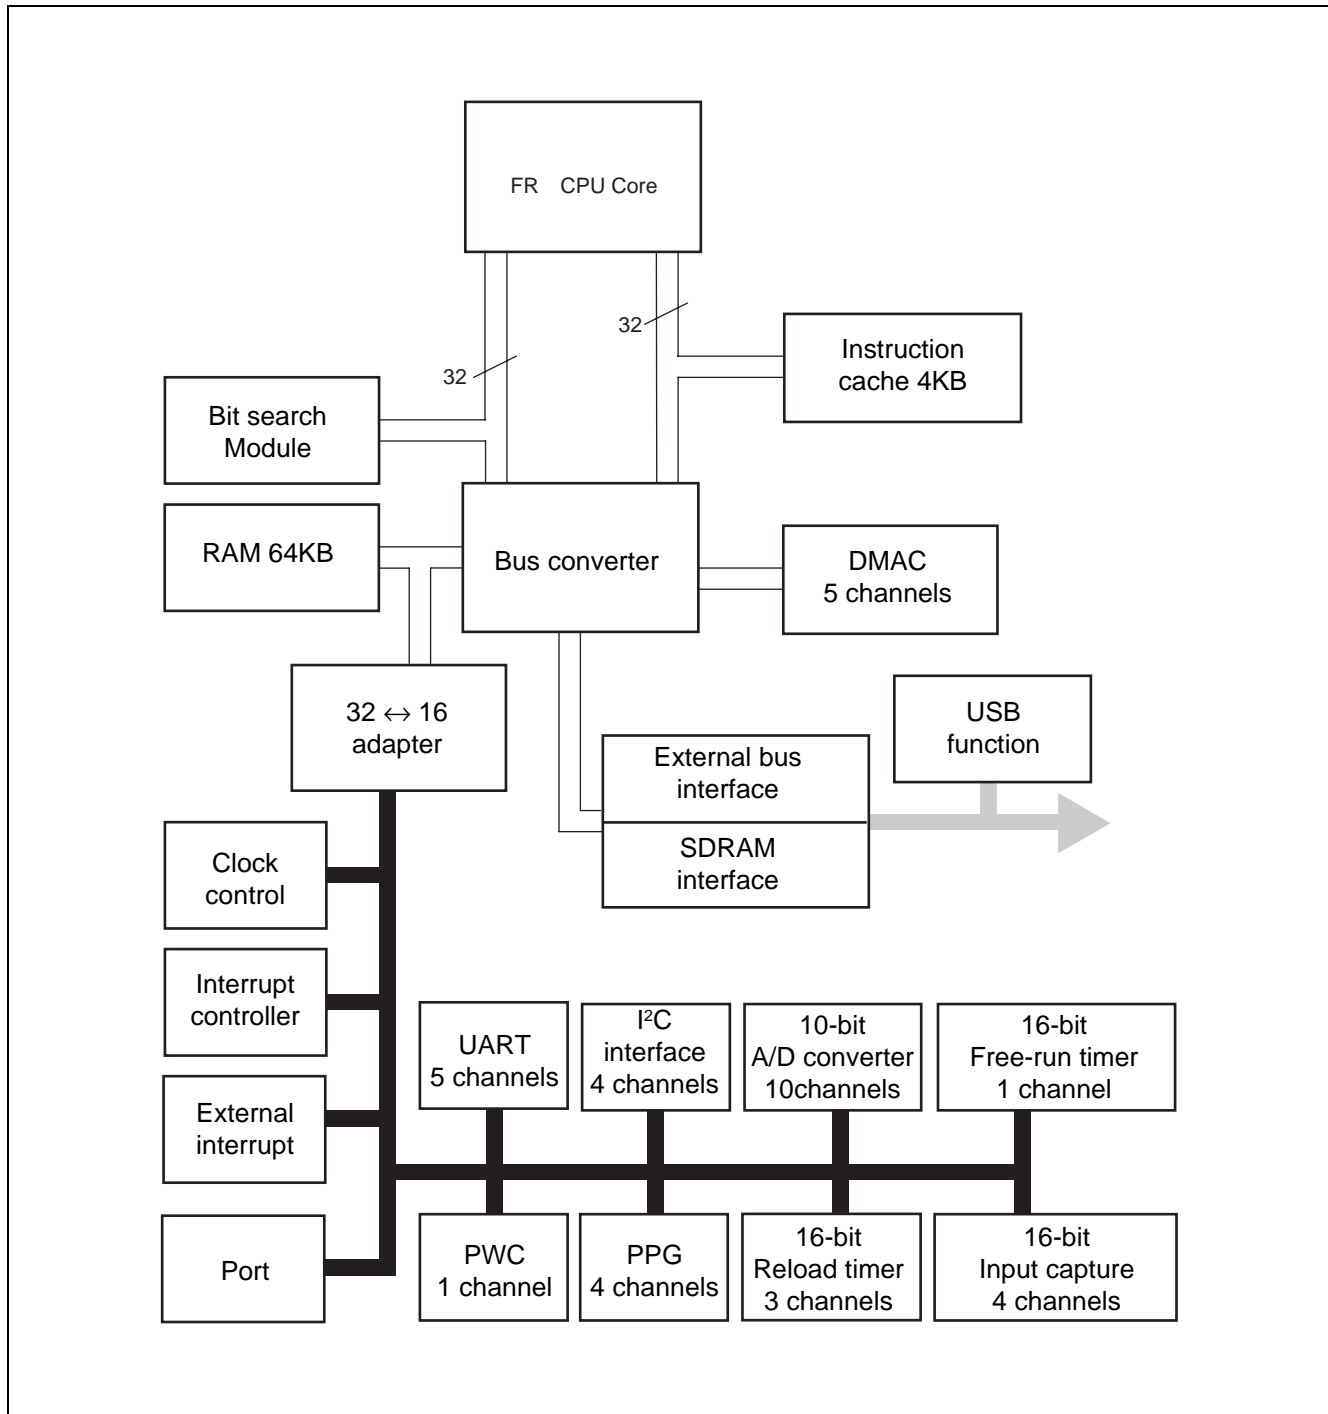 FR CPU Core
32
32
Instruction
cache 4KB
Bit search
Module
RAM 64KB
Bus converter
DMAC
5 channels
32 ↔ 16
adapter
USB
function
External bus
interface
SDRAM
interface
Clock
control
Interrupt
controller
External
interrupt
Port
UART
5 channels
I²C
interface
4 channels
10-bit
A/D converter
10channels
16-bit
Free-run timer
1 channel
PWC
1 channel
PPG
4 channels
16-bit
Reload timer
3 channels
16-bit
Input capture
4 channels